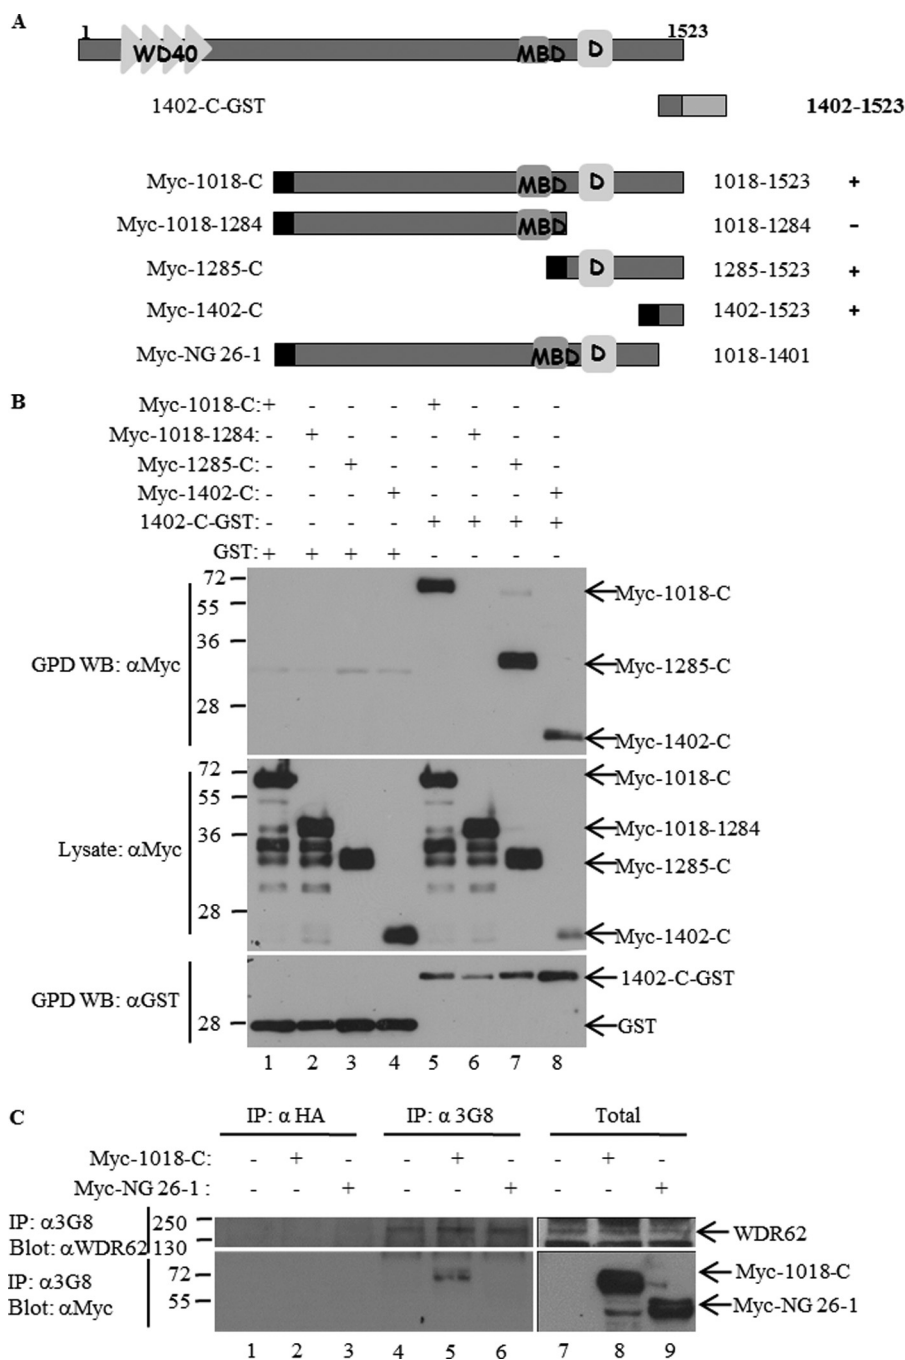 A
1 1523
WD40 MBD D
1402-C-GST 1402-1523
Myc-1018-C MBD D 1018-1523 +
Myc-1018-1284 MBD 1018-1284 -
Myc-1285-C D 1285-1523 +
Myc-1402-C 1402-1523 +
Myc-NG 26-1 MBD D 1018-1401
B
Myc-1018-C: + - - - + - - -
Myc-1018-1284: - + - - - + - -
Myc-1285-C: - - + - - - + -
Myc-1402-C: - - - + - - - +
1402-C-GST: - - - - + + + +
GST: + + + + - - - -
72
55 Myc-1018-C
36
GPD WB: αMyc Myc-1285-C
28
Myc-1402-C
72 Myc-1018-C
55
36 Myc-1018-1284
Lysate: αMyc Myc-1285-C
28
Myc-1402-C
1402-C-GST
GPD WB: αGST
28 GST
1 2 3 4 5 6 7 8
C
IP: α HA IP: α 3G8 Total
Myc-1018-C: - + - - + - - + -
Myc-NG 26-1 : - - + - - + - - +
IP: α3G8 250
WDR62
Blot: αWDR62 130
IP: α3G8 72 Myc-1018-C
Blot: αMyc 55 Myc-NG 26-1
1 2 3 4 5 6 7 8 9